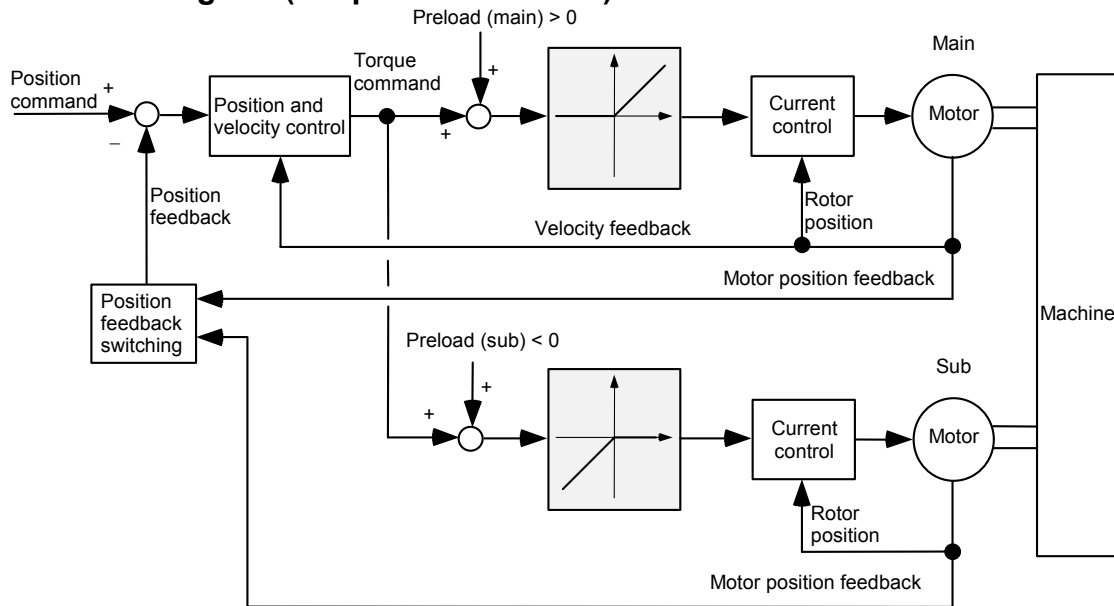 Preload (main) > 0
Main
Position
command
+
−
Position and
velocity control
Torque
command
+
+
Current
control
Motor
Position
feedback
Rotor
position
Velocity feedback
Motor position feedback
Position
feedback
switching
Machine
Preload (sub) < 0
Sub
+
+
Current
control
Motor
Rotor
position
Motor position feedback